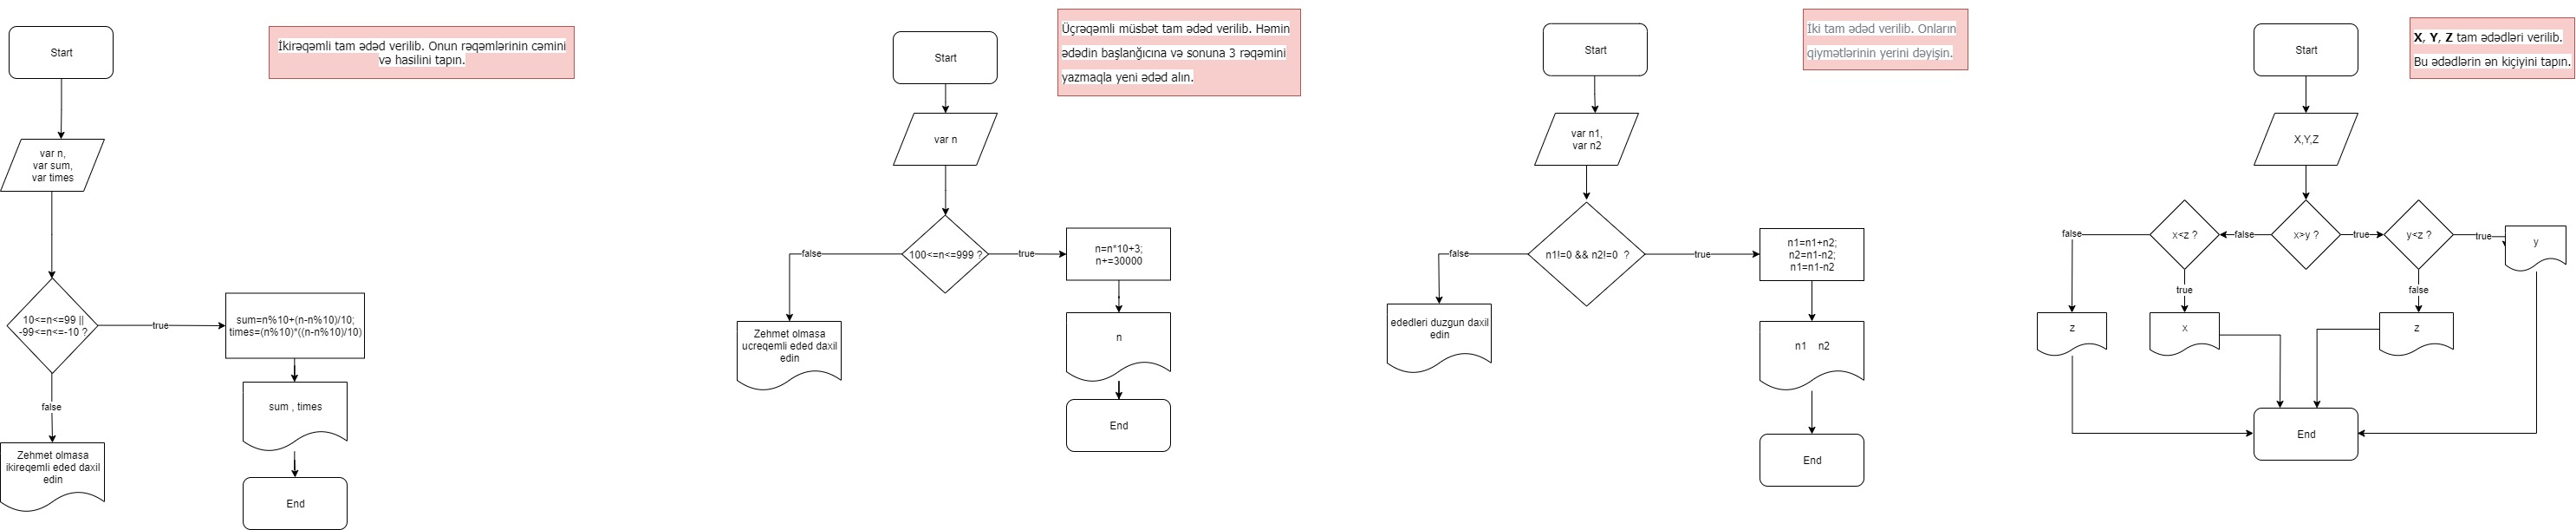 Start
İkirəqəmli tam ədəd verilib. Onun rəqəmlərinin cəmini
və hasilini tapın.
var n,
var sum,
var times
10<=n<=99 ||
-99<=n<=-10 ?
true
sum=n%10+(n-n%10)/10;
times=(n%10)*((n-n%10)/10)
sum , times
End
false
Zehmet olmasa
ikireqemli eded daxil
edin
Start
Üçrəqəmli müsbət tam ədəd verilib. Həmin
ədədin başlanğıcına və sonuna 3 rəqəmini
yazmaqla yeni ədəd alın.
var n
100<=n<=999 ?
false
Zehmet olmasa
ucreqemli eded daxil
edin
true
n=n*10+3;
n+=30000
n
End
Start
İki tam ədəd verilib. Onların
qiymətlərinin yerini dəyişin.
var n1,
var n2
n1!=0 && n2!=0 ?
false
ededleri duzgun daxil
edin
true
n1=n1+n2;
n2=n1-n2;
n1=n1-n2
n1 n2
End
Start
X, Y, Z tam ədədləri verilib.
Bu ədədlərin ən kiçiyini tapın.
X,Y,Z
false
x<z ?
false
x>y ?
true
y<z ?
true
y
true
false
z
x
z
End